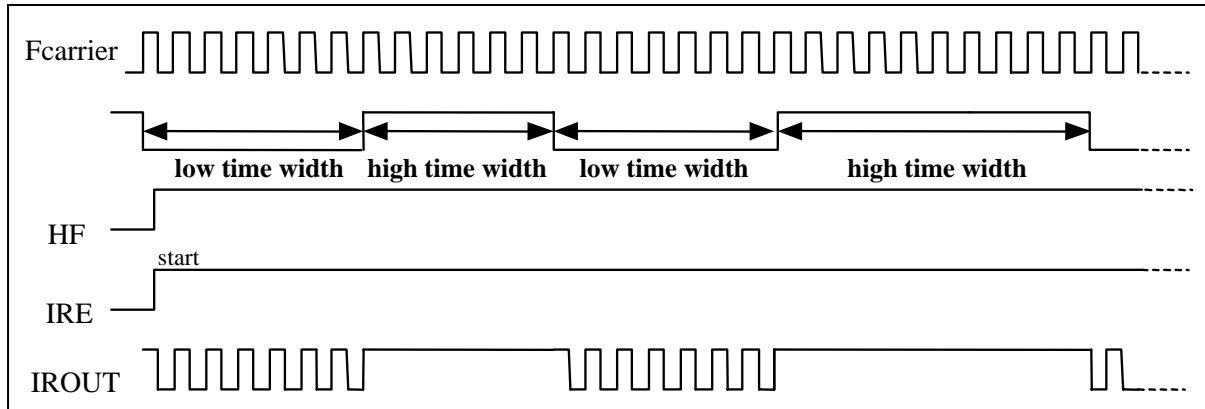 Fcarrier
low time width high time width low time width high time width
HF
start
IRE
IROUT